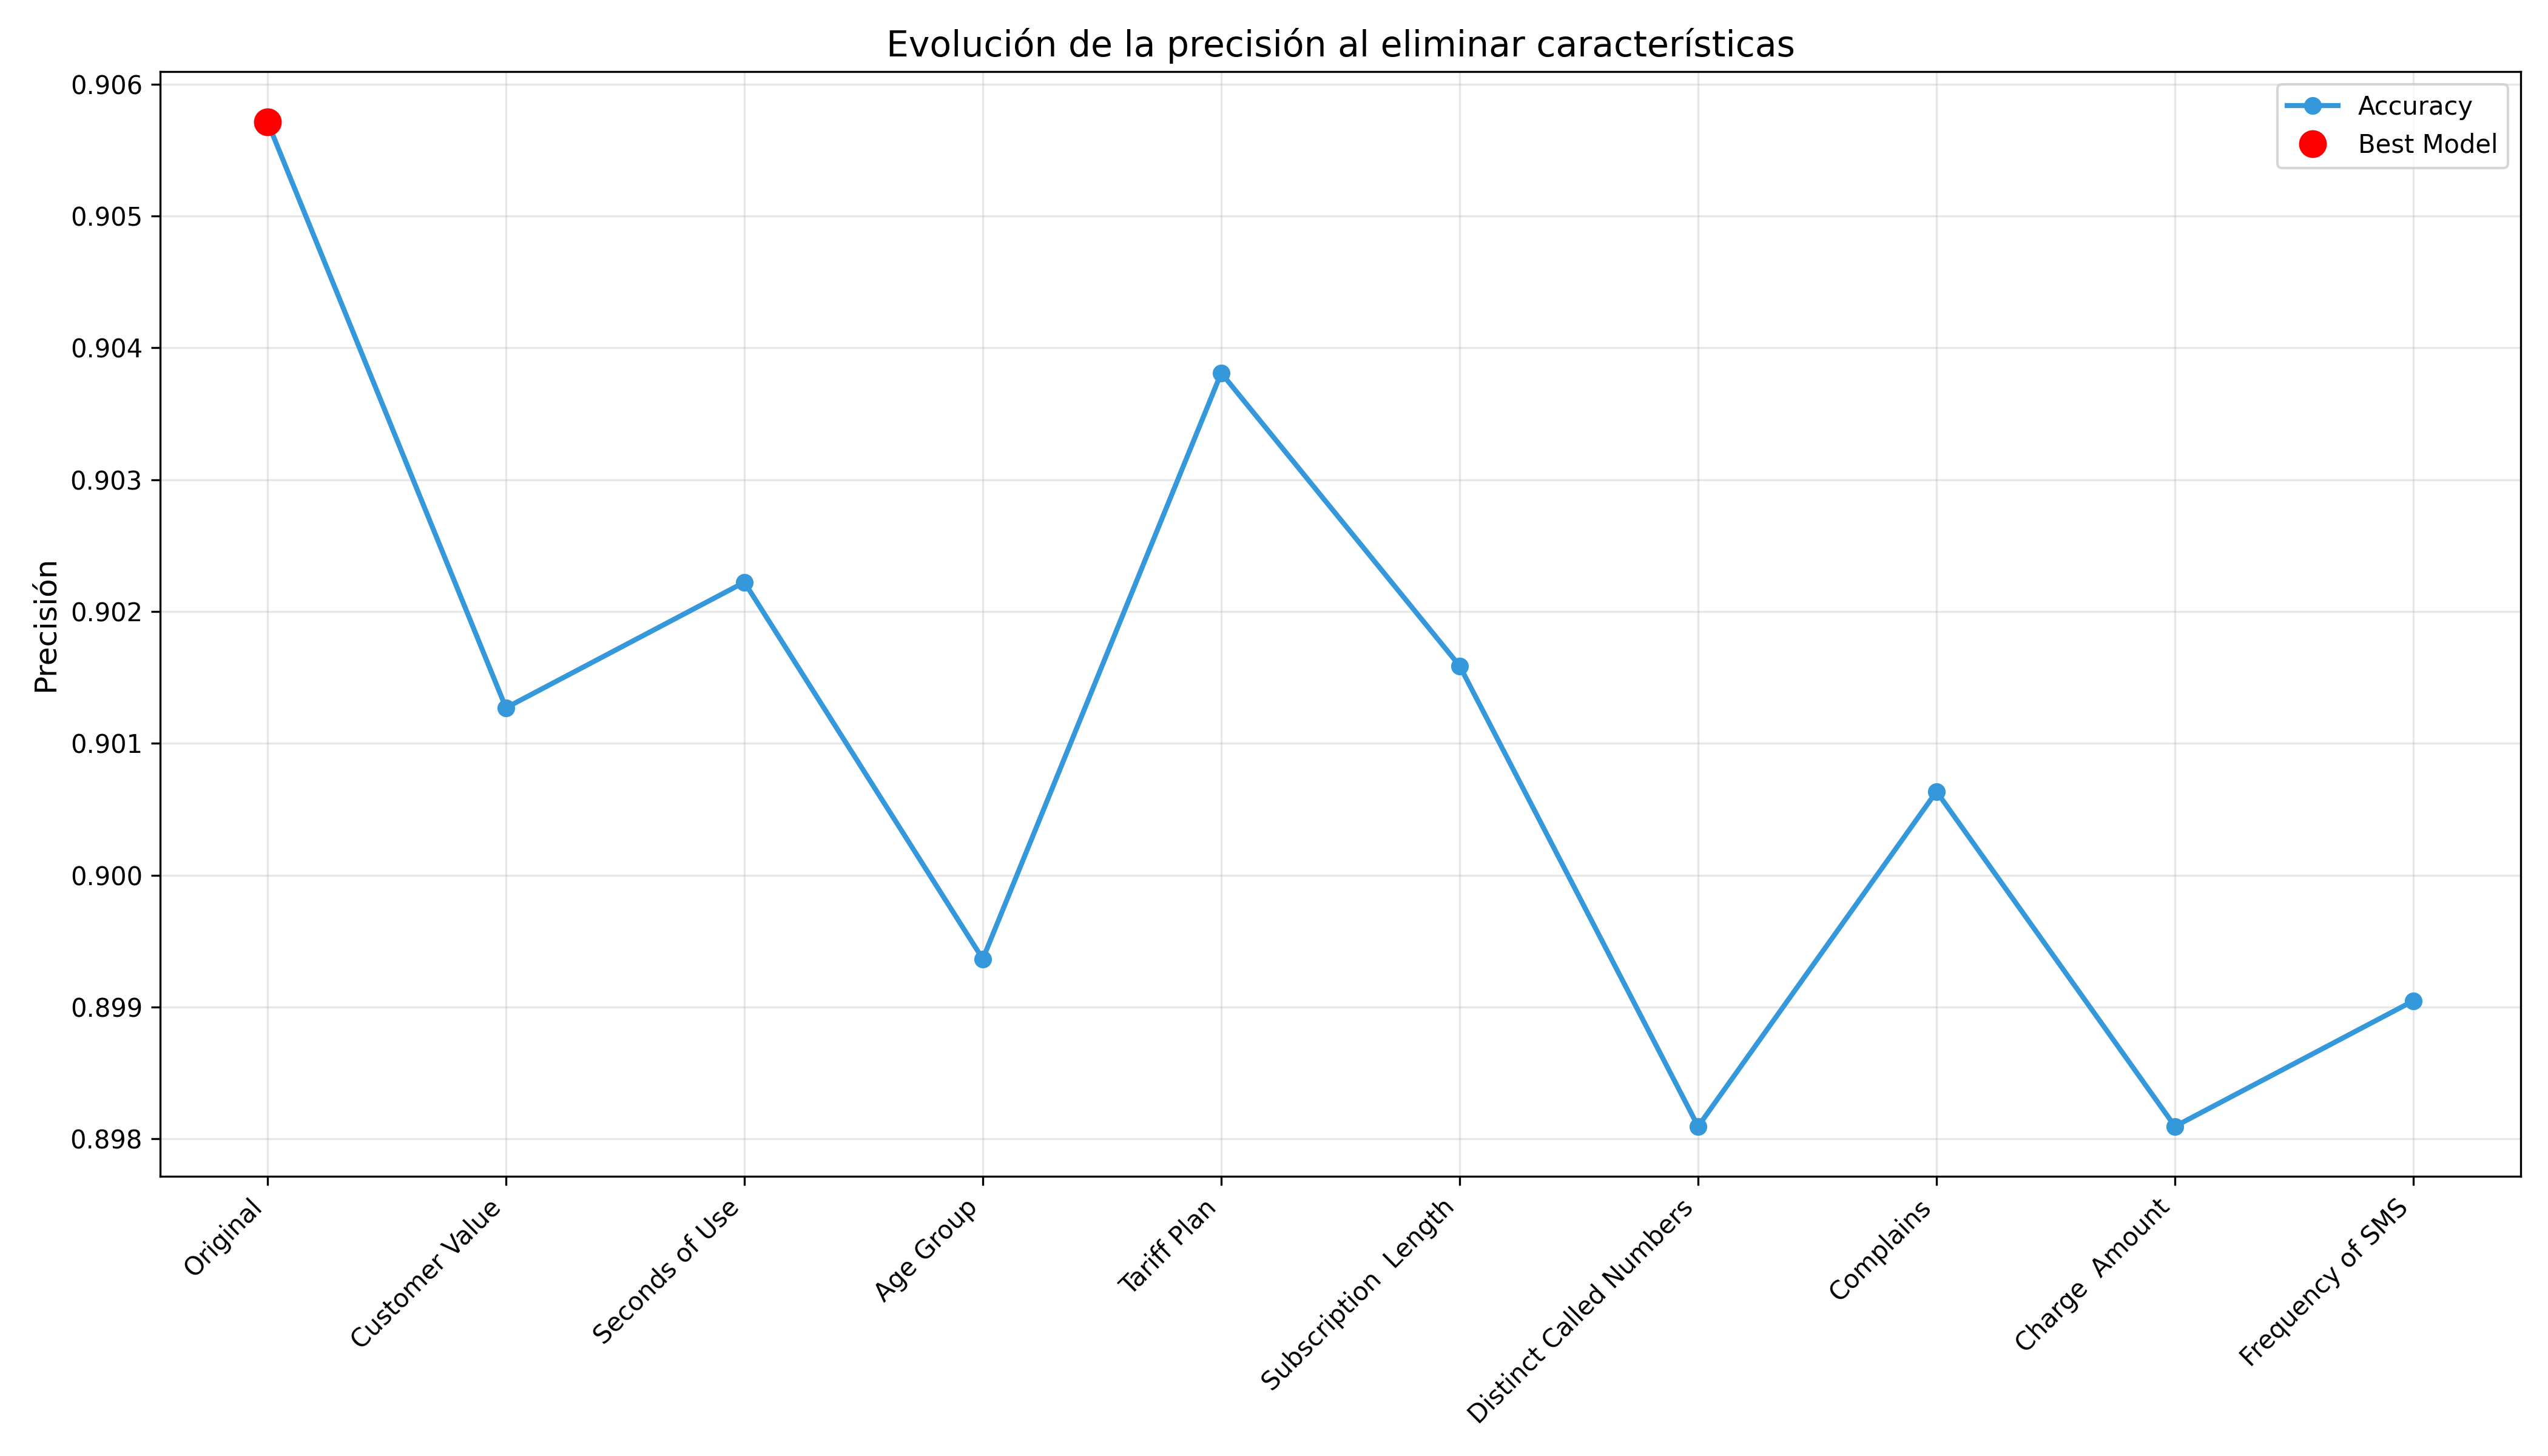 Evolución de la precisión al eliminar características
Accuracy
Best Model
Precisión
0.906
0.905
0.904
0.903
0.902
0.901
0.900
0.899
0.898
Original
Customer Value
Seconds of Use
Age Group
Tariff Plan
Subscription  Length
Distinct Called Numbers
Complains
Charge  Amount
Frequency of SMS